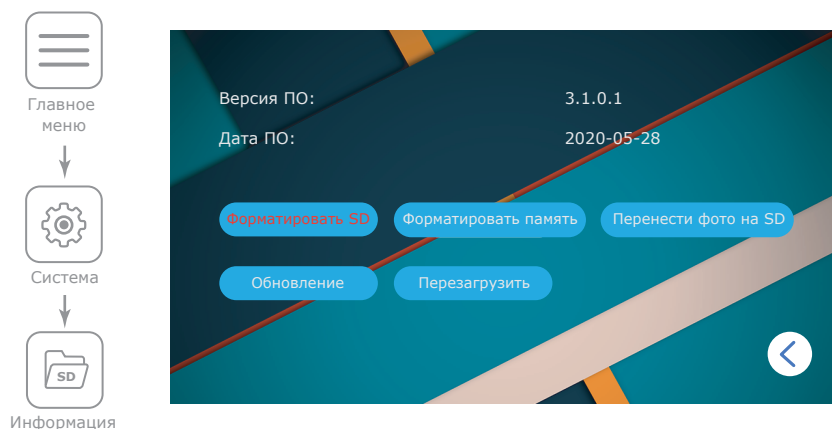 Главное
меню
Система
SD
Информация
Версия ПО: 3.1.0.1
Дата ПО: 2020-05-28
Форматировать SD Форматировать память Перенести фото на SD
Обновление Перезагрузить